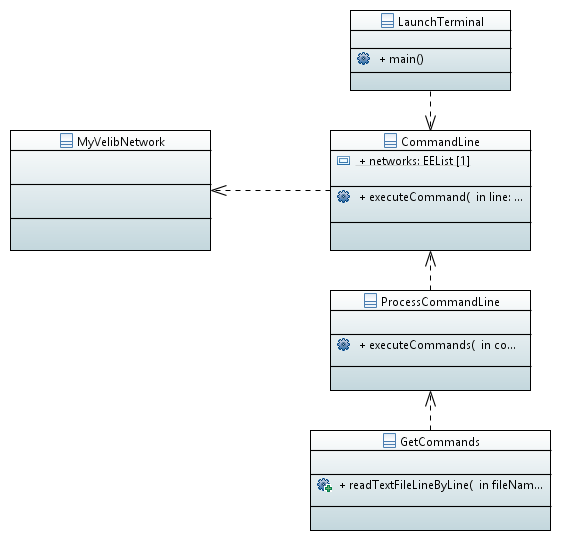 LaunchTerminal
+ main()
MyVelibNetwork
CommandLine
+ networks: EEList [1]
+ executeCommand( in line: ...
ProcessCommandLine
+ executeCommands( in co...
GetCommands
+ readTextFileLineByLine( in fileNam...